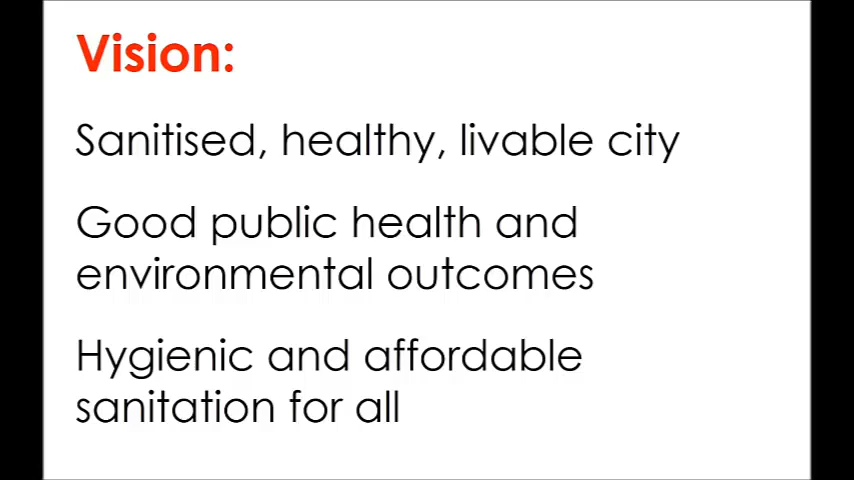 Vision:
Sanitised, healthy, livable city
Good public health and
environmental outcomes
Hygienic and affordable
sanitation for all